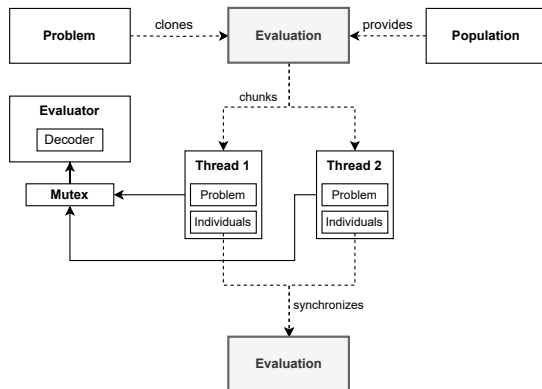 Problem
clones
Evaluation
provides
Population
chunks
Evaluator
Decoder
Mutex
Thread 1
Problem
Individuals
Thread 2
Problem
Individuals
synchronizes
Evaluation